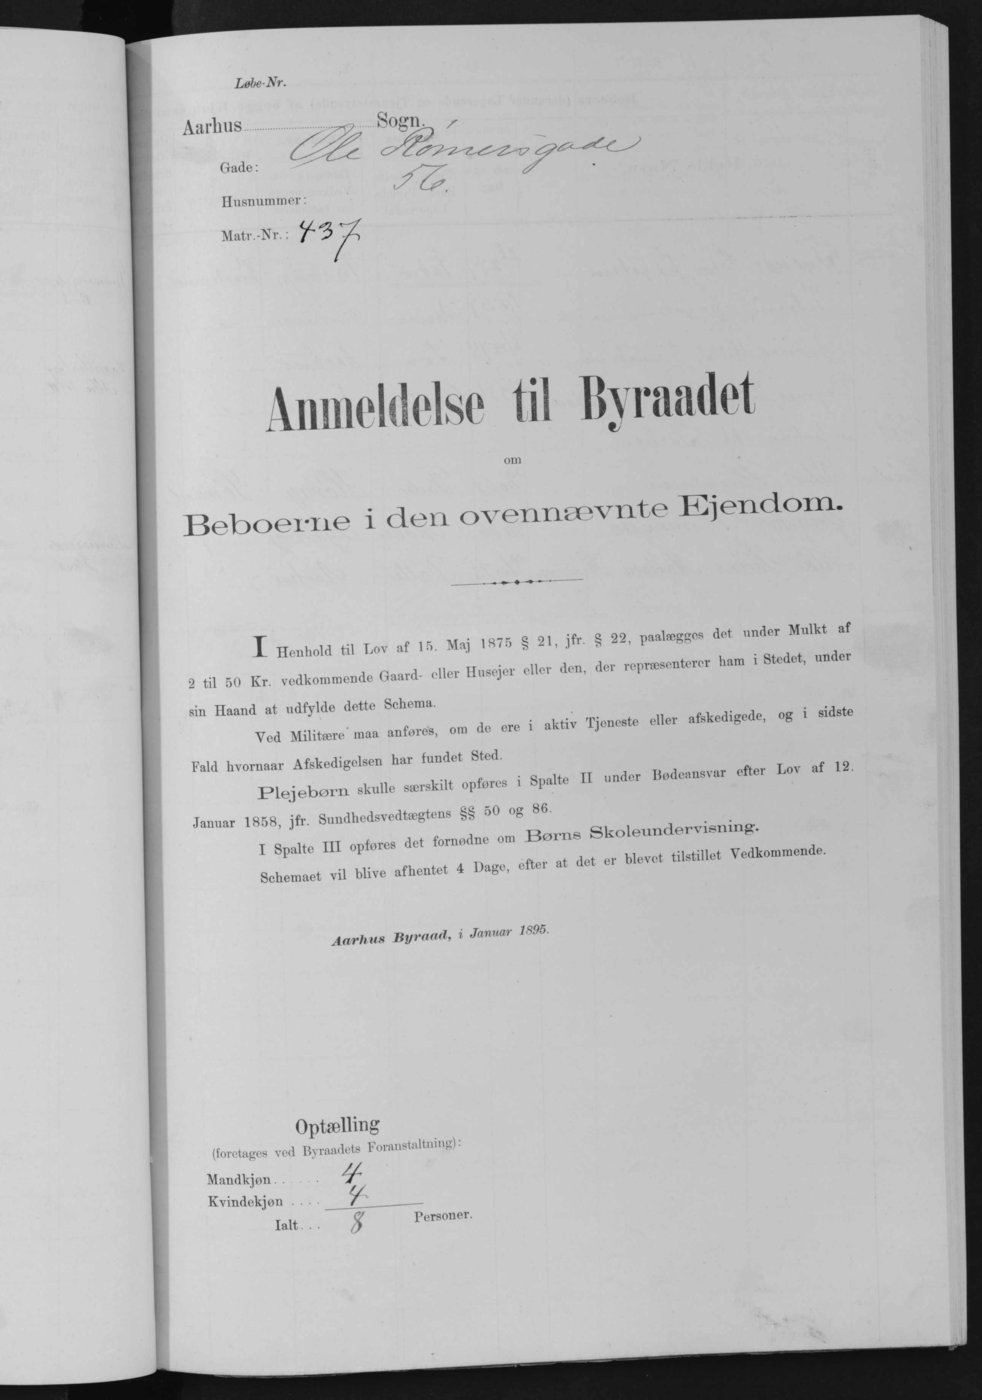 Løbe-Nr.
Aarhus Sogn.
Gade: Ole Rømersgade
Husnummer: 56.
Matr.-Nr.: 437
Anmeldelse til Byraadet
om
Beboerne i den ovennævnte Ejendom.
I Henhold til Lov af 15. Maj 1875 § 21, jfr. § 22, paalægges det under Mulkt af
2 til 50 Kr. vedkommende Gaard- eller Husejer eller den, der repræsenterer ham i Stedet, under
sin Haand at udfylde dette Schema.
Ved Militære maa anføres, om de ere i aktiv Tjeneste eller afskedigede, og i sidste
Fald hvornaar Afskedigelsen har fundet Sted.
Plejebørn skulle særskilt opføres i Spalte II under Bødeansvar efter Lov af 12.
Januar 1858, jfr. Sundhedsvedtægtens §§ 50 og 86.
I Spalte III opføres det fornødne om Børns Skoleundervisning.
Schemaet vil blive afhentet 4 Dage, efter at det er blevet tilstillet Vedkommende.
Aarhus Byraad, i Januar 1895.
Optælling
(foretages ved Byraadets Foranstaltning):
Mandkjøn...... 4
Kvindekjøn .... 4
Ialt... 8 Personer.